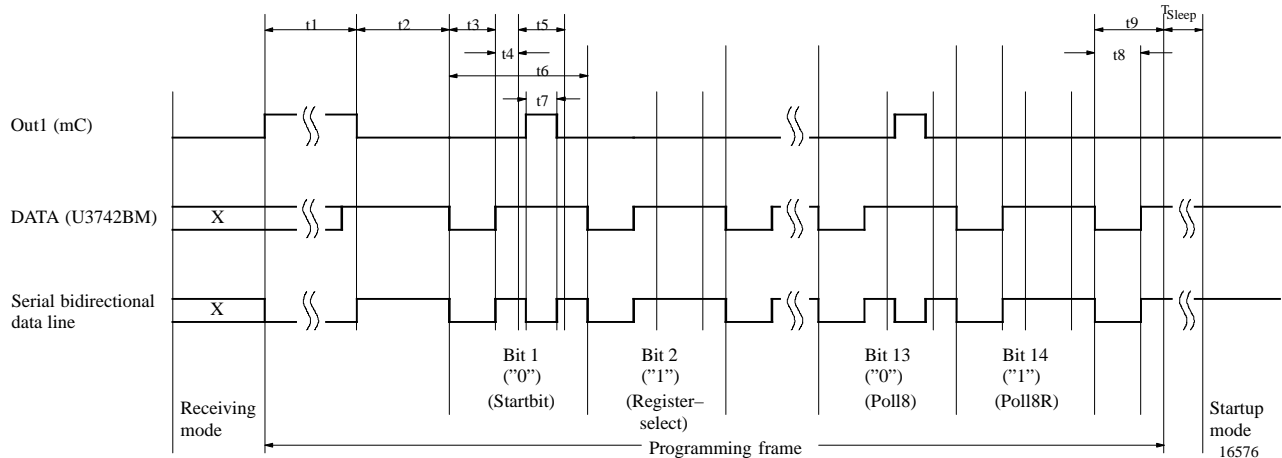 TSleep
t1
t2
t3
t5
t9
t4
t6
t8
t7
Out1 (mC)
DATA (U3742BM)
X
Serial bidirectional
data line
X
Bit 1
(”0”)
(Startbit)
Bit 2
(”1”)
(Register–
select)
Bit 13
(”0”)
(Poll8)
Bit 14
(”1”)
(Poll8R)
Receiving
mode
Startup
mode
16576
Programming frame